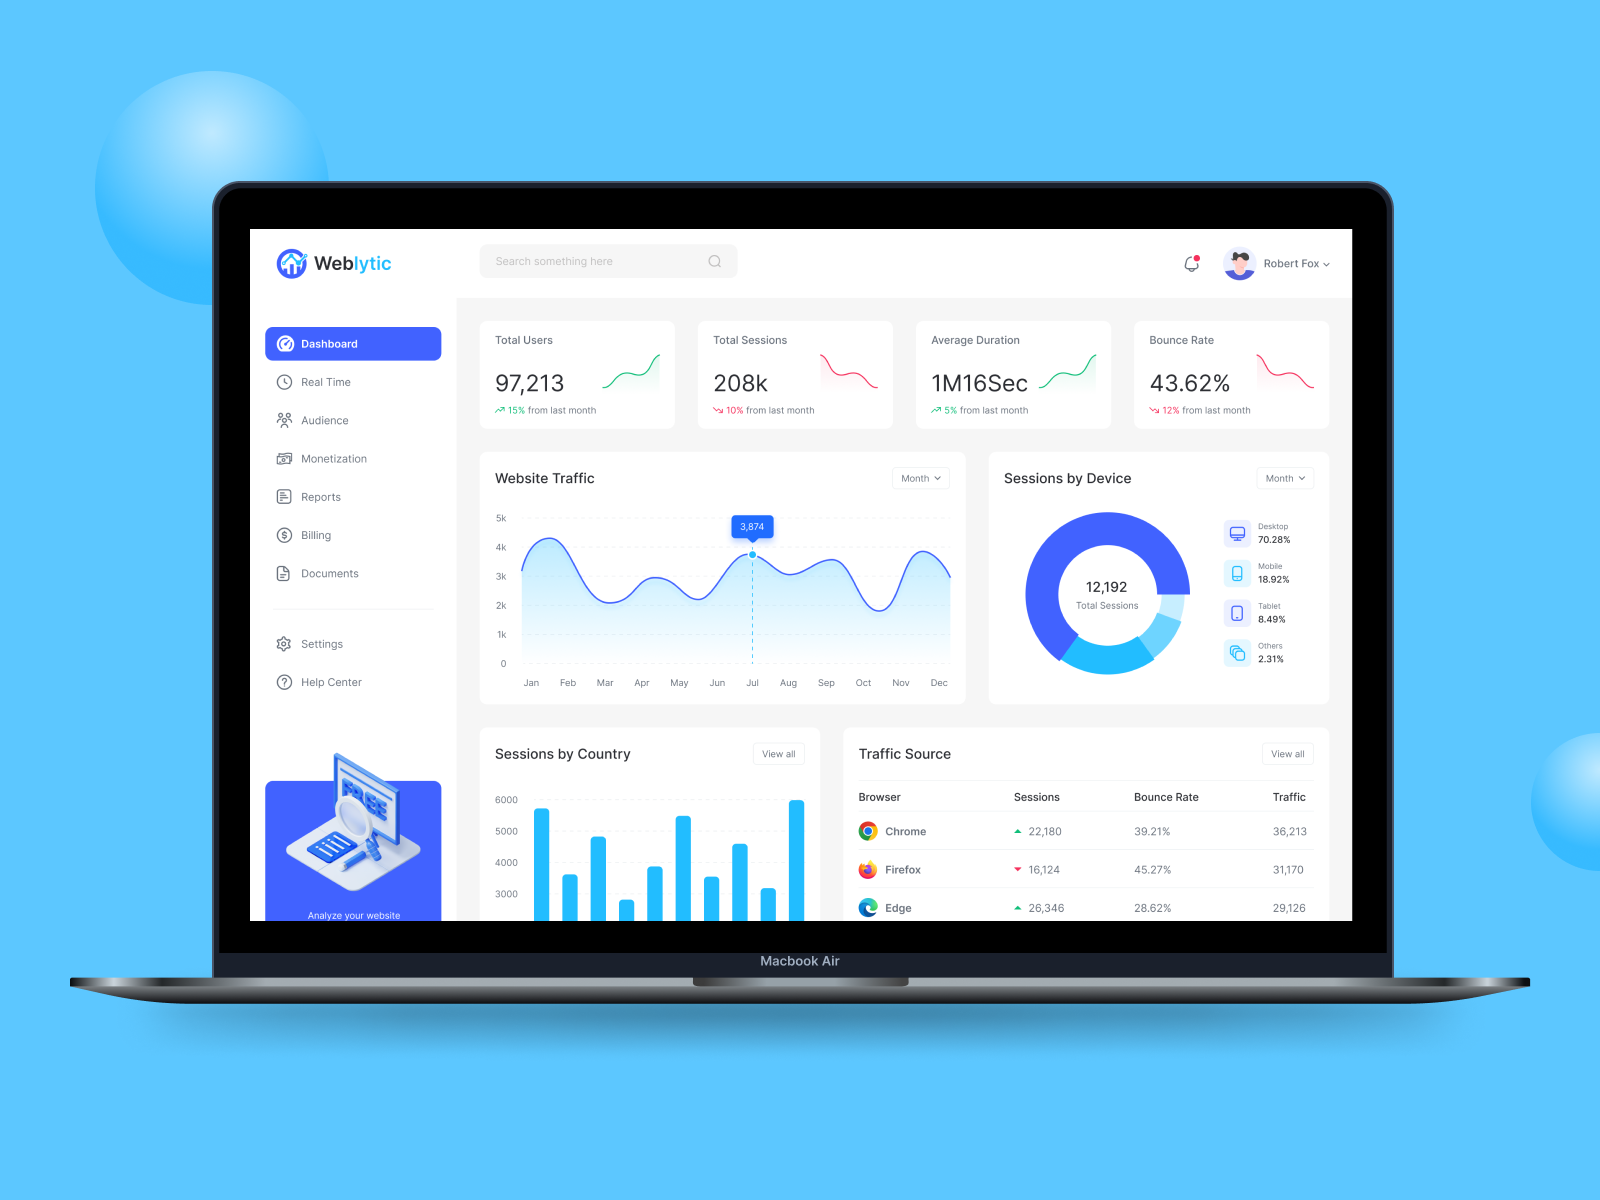 Weblytic
Search something here
Robert Fox
Dashboard
Real Time
Audience
Monetization
Reports
Billing
Documents
Settings
Help Center
FREE
Analyze your website
Total Users
97,213
15% from last month
Total Sessions
208k
10% from last month
Average Duration
1M16Sec
5% from last month
Bounce Rate
43.62%
12% from last month
Website Traffic
Month
5k
4k
3k
2k
1k
0
3,874
Jan Feb Mar Apr May Jun Jul Aug Sep Oct Nov Dec
Sessions by Device
Month
12,192
Total Sessions
Desktop
70.28%
Mobile
18.92%
Tablet
8.49%
Others
2.31%
Sessions by Country
View all
6000
5000
4000
3000
Traffic Source
View all
Browser Sessions Bounce Rate Traffic
Chrome 22,180 39.21% 36,213
Firefox 16,124 45.27% 31,170
Edge 26,346 28.62% 29,126
Macbook Air